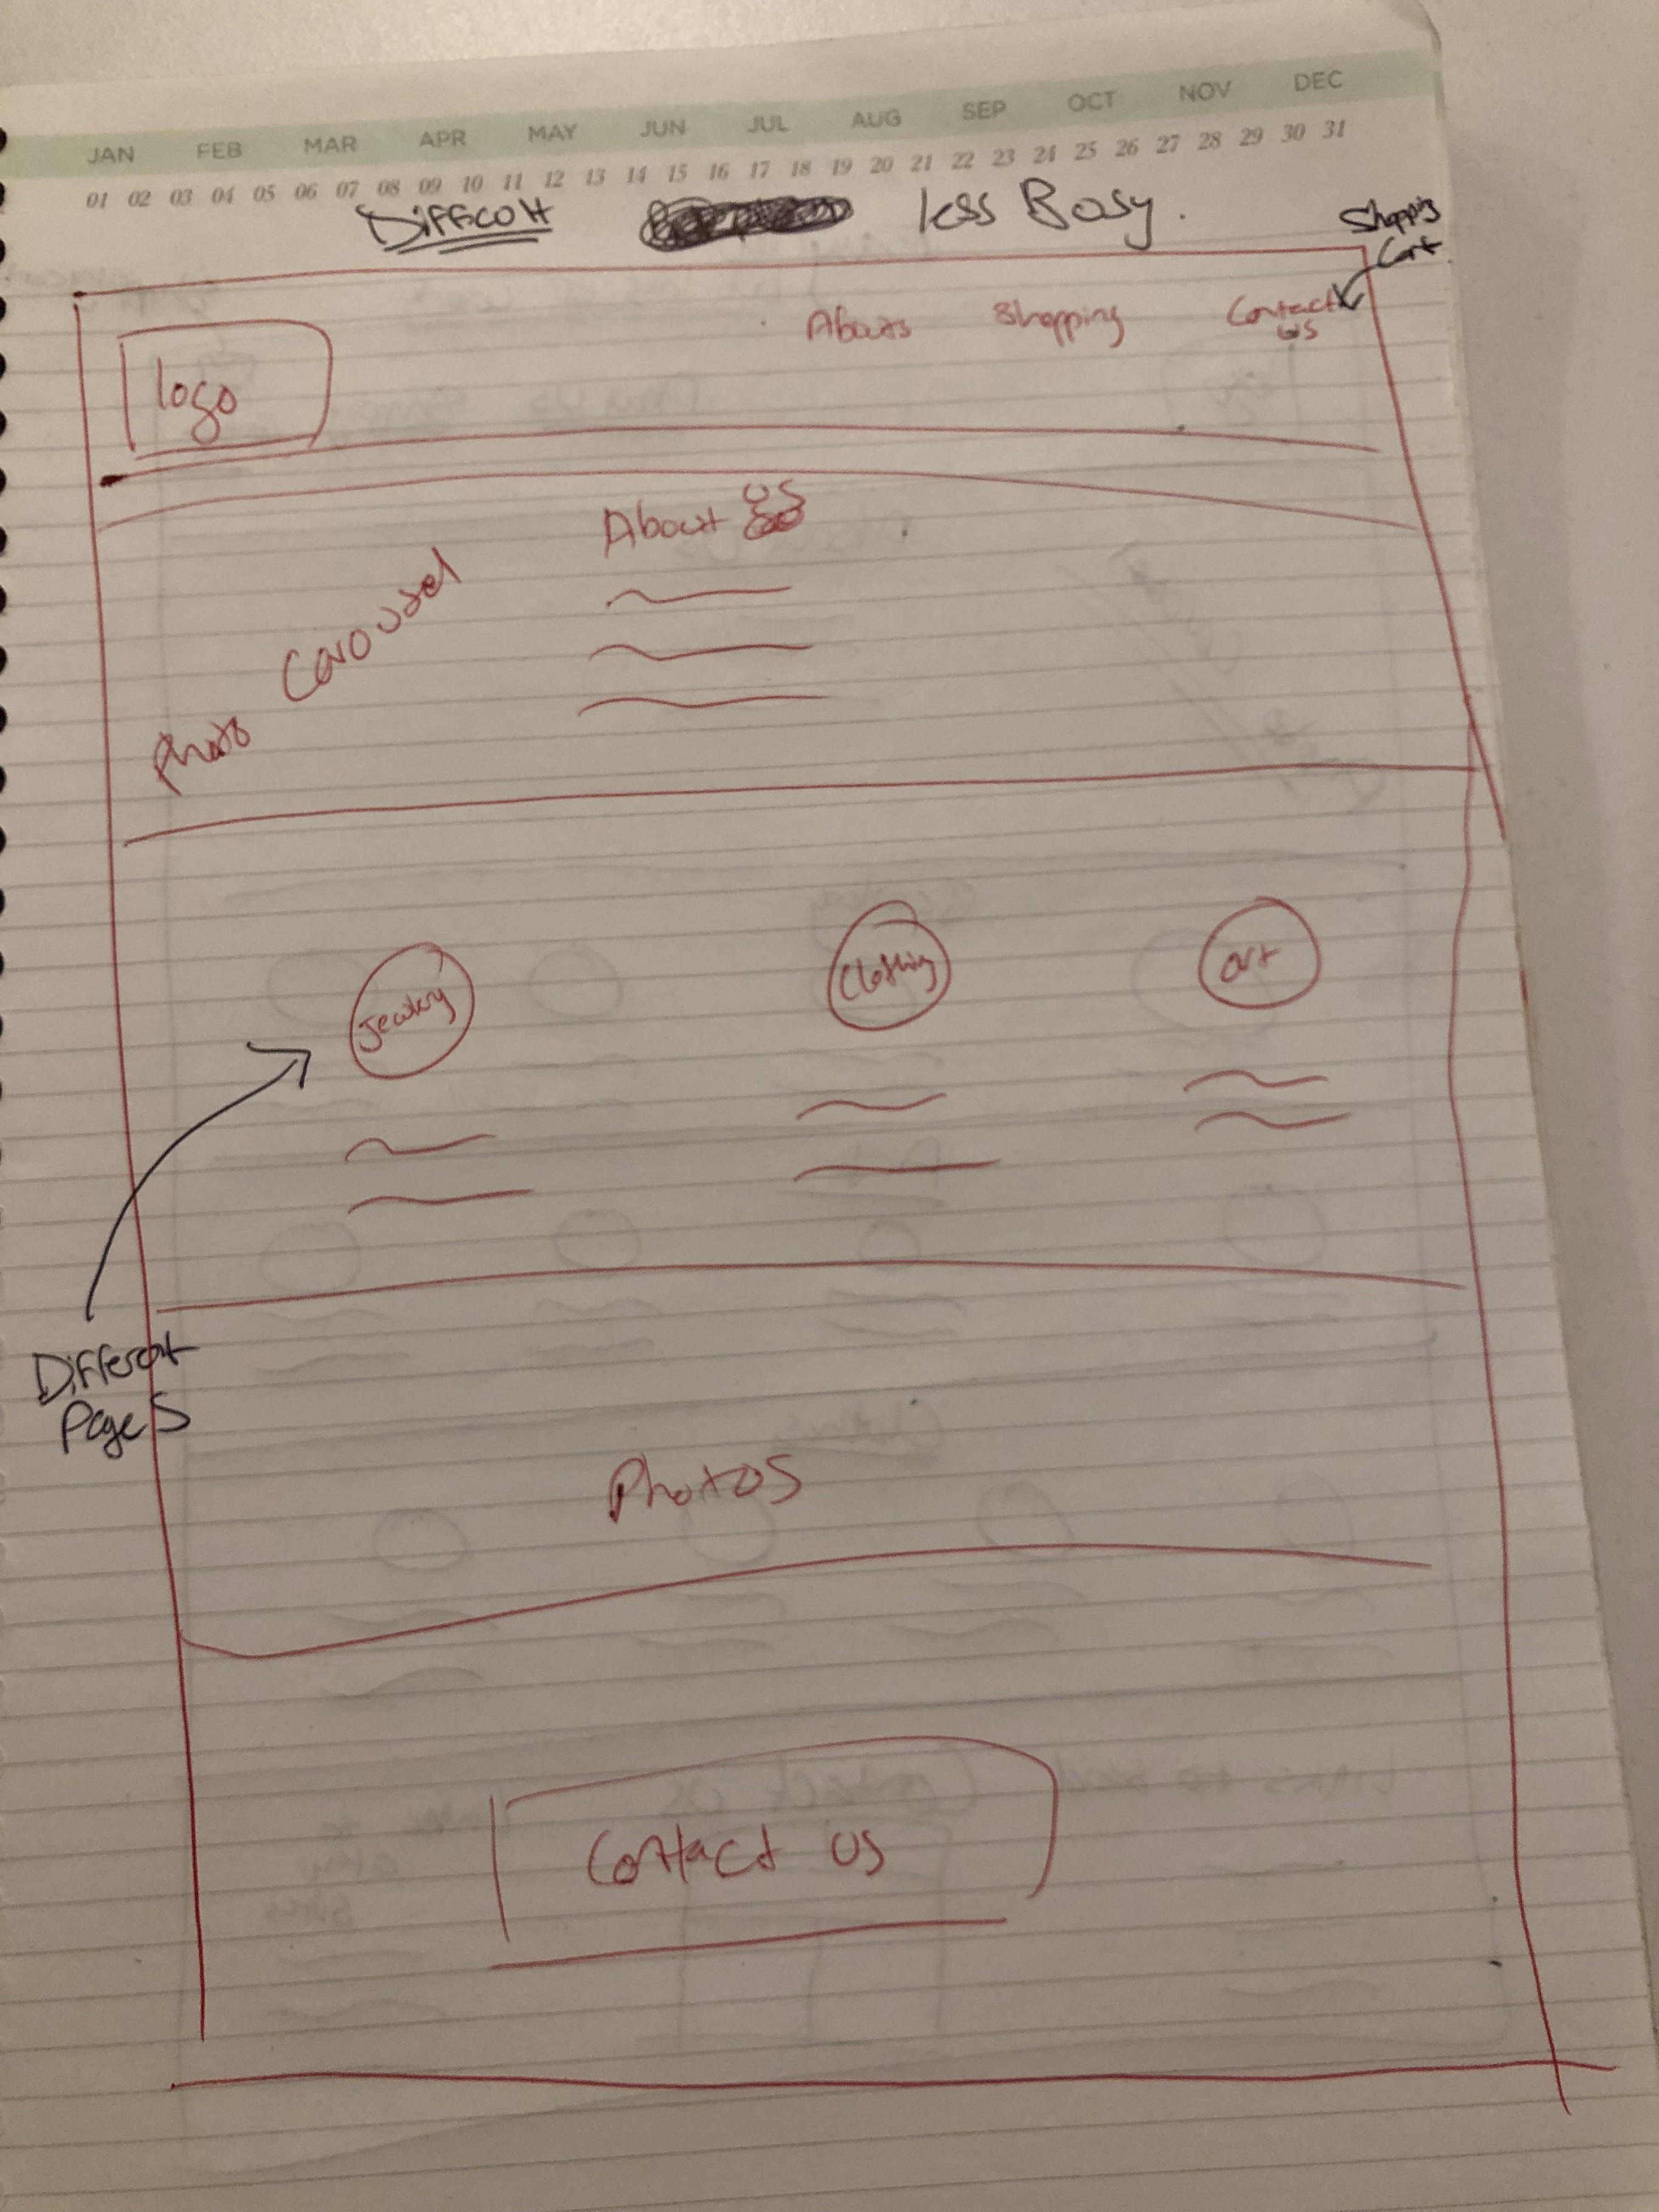 JAN FEB MAR APR MAY JUN JUL AUG SEP OCT NOV DEC
01 02 03 04 05 06 07 08 09 10 11 12 13 14 15 16 17 18 19 20 21 22 23 24 25 26 27 28 29 30 31
Difficolt less Busy.
Shopping
Cart
Abouts Shopping Contact
us
logo
About us
Photo Carousel
Jewelry Clothing art
Different
Pages
Photos
Contact us